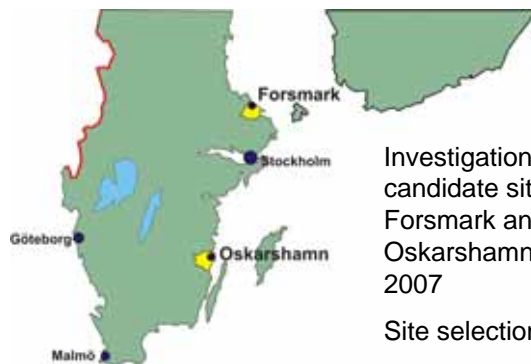 Forsmark
Stockholm
Göteborg
Oskarshamn
Malmö
Investigation
candidate sit
Forsmark an
Oskarshamn
2007
Site selection